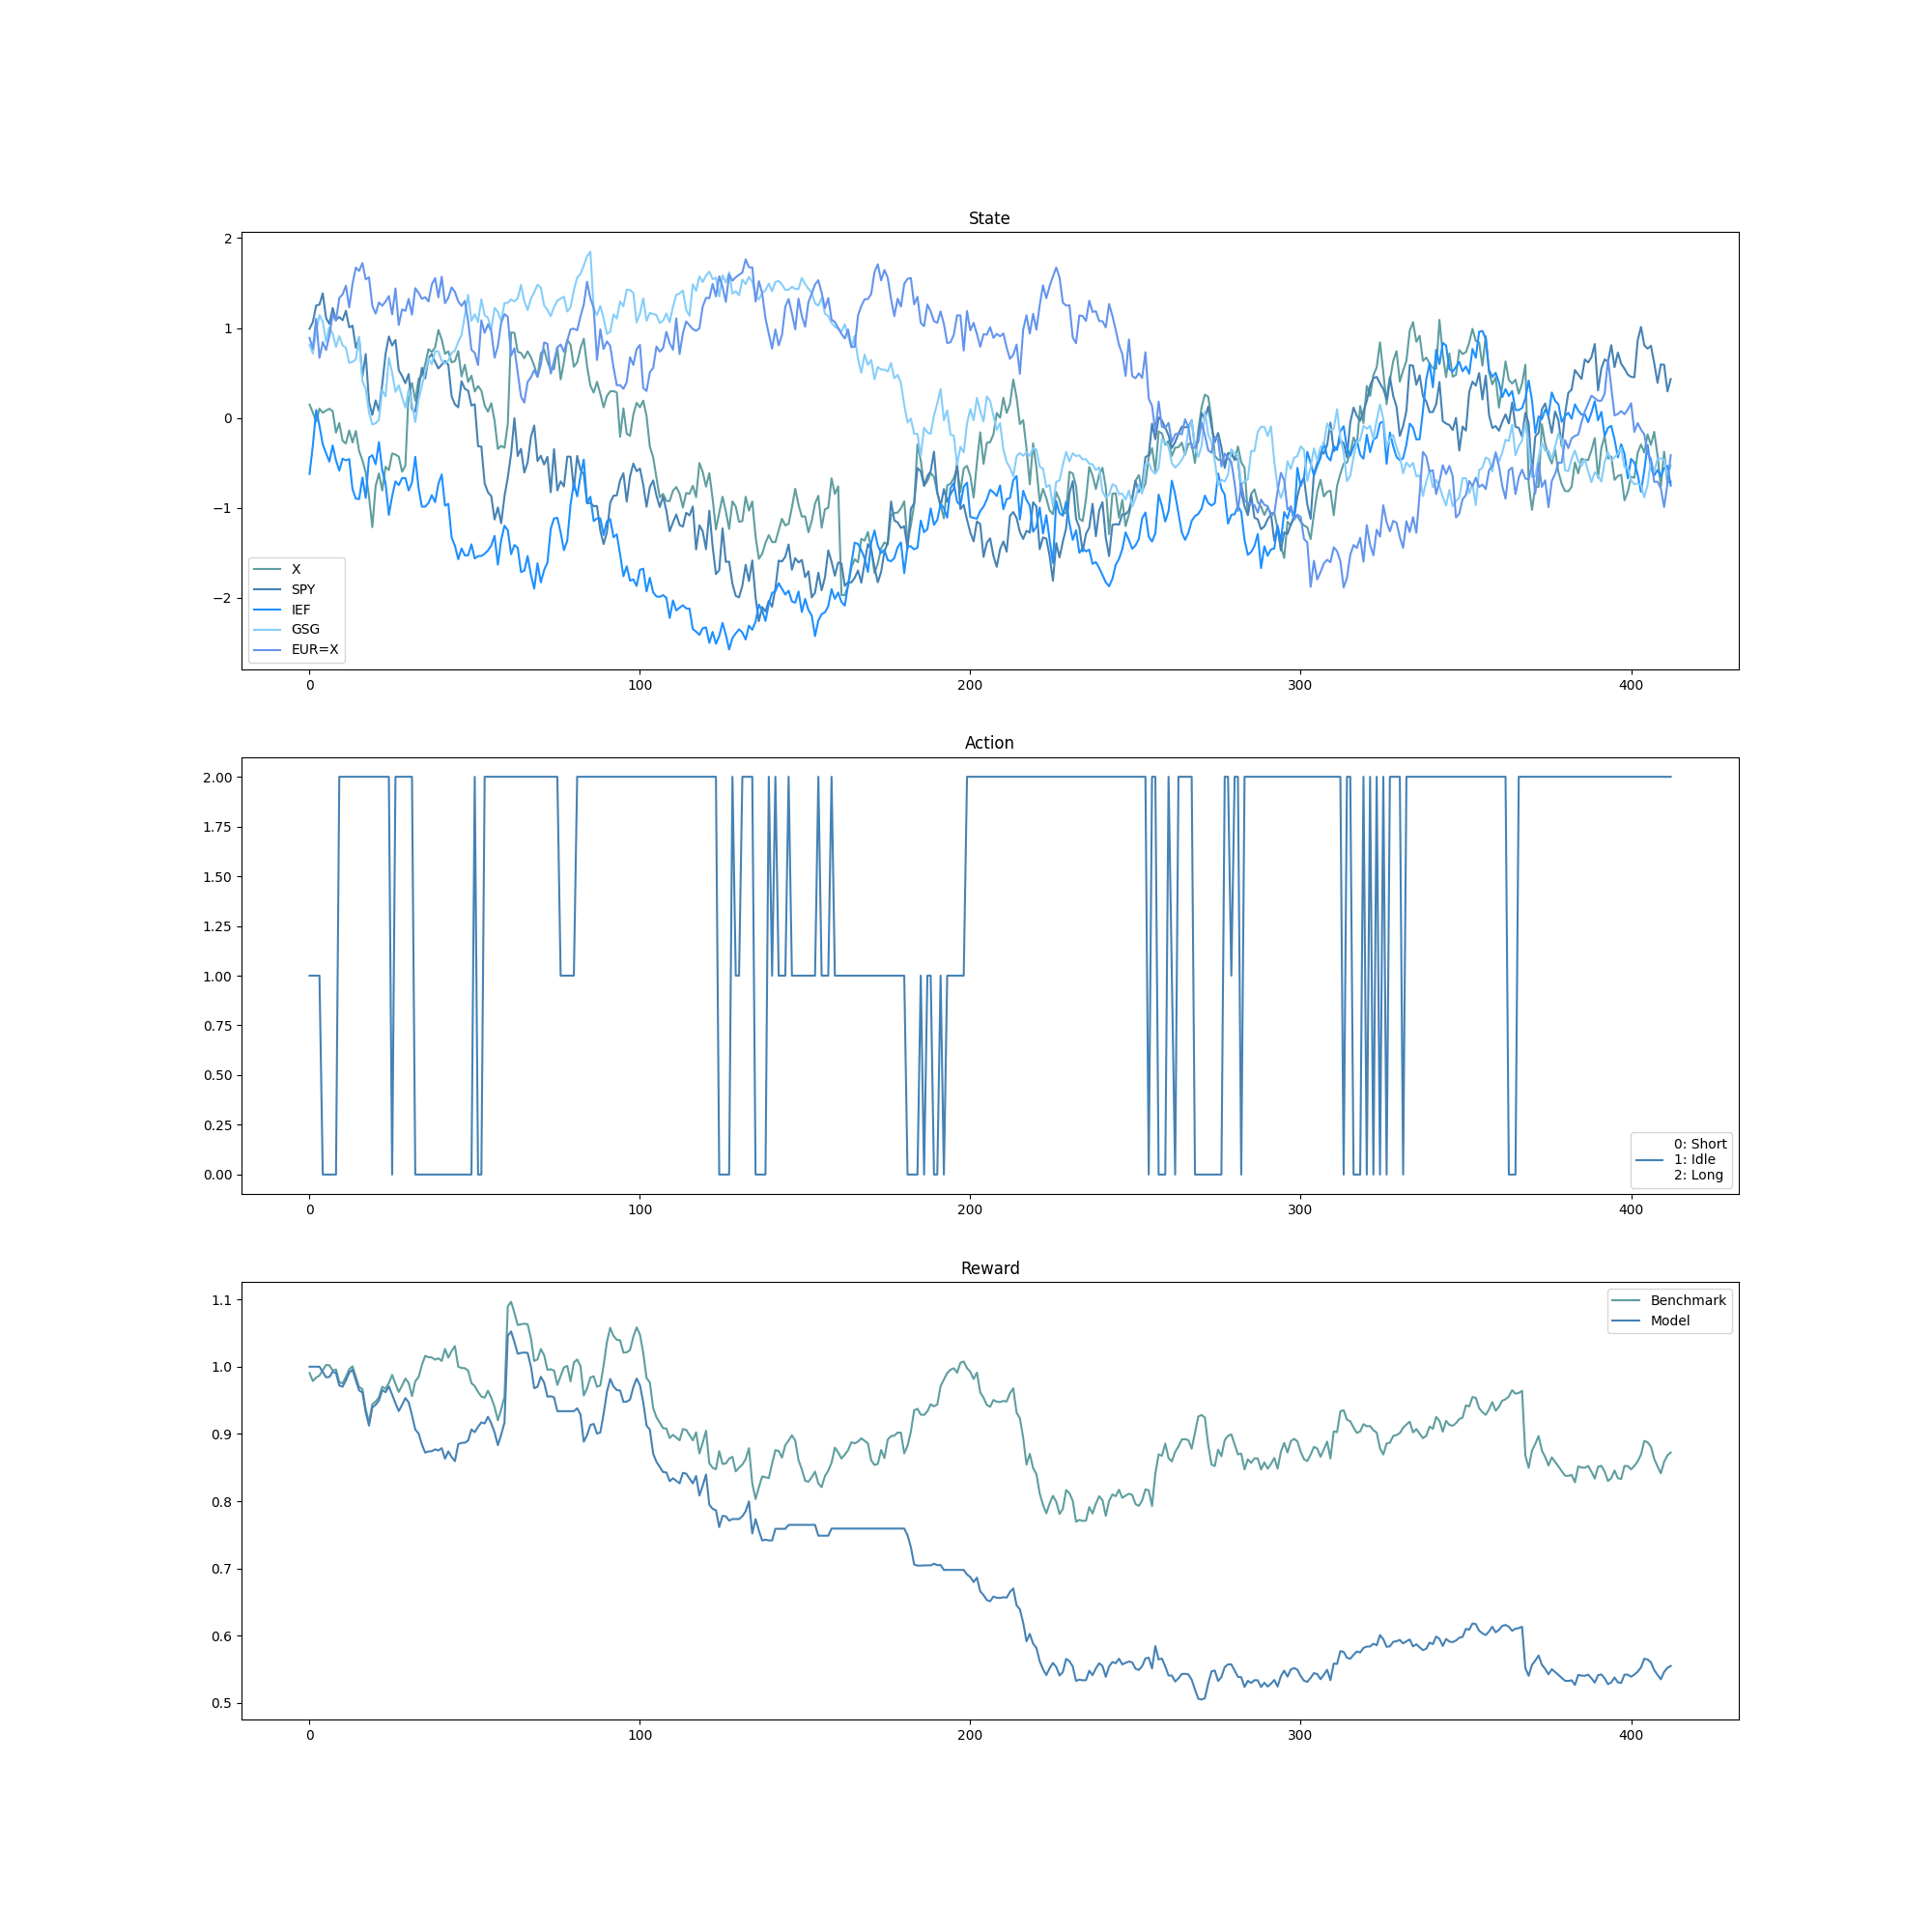 State
2
1
0
−1
−2
X
SPY
IEF
GSG
EUR=X
0 100 200 300 400
Action
2.00
1.75
1.50
1.25
1.00
0.75
0.50
0.25
0.00
0: Short
1: Idle
2: Long
0 100 200 300 400
Reward
1.1
1.0
0.9
0.8
0.7
0.6
0.5
Benchmark
Model
0 100 200 300 400